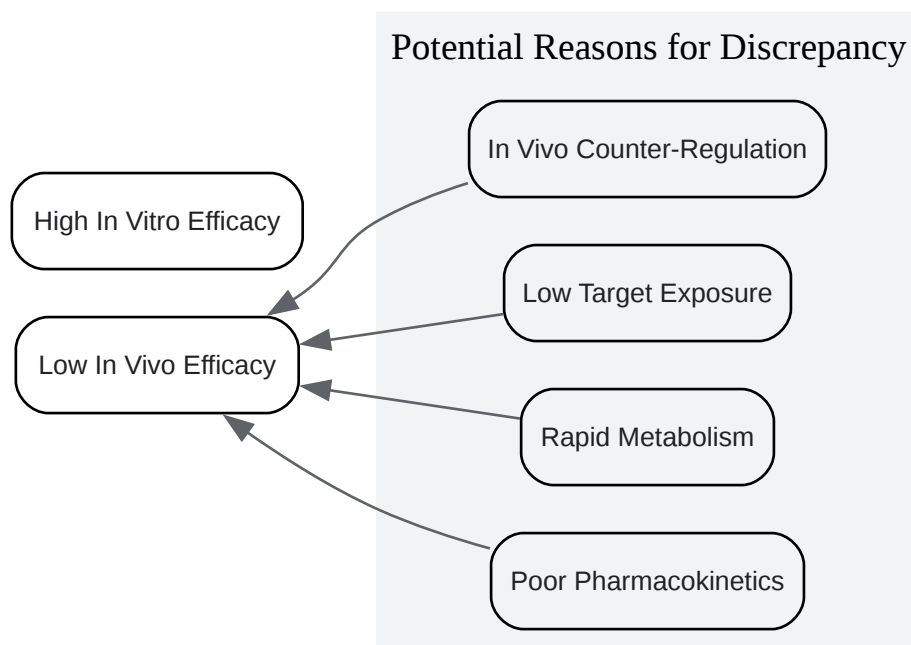 Potential Reasons for Discrepancy
In Vivo Counter-Regulation
High In Vitro Efficacy
Low Target Exposure
Low In Vivo Efficacy
Rapid Metabolism
Poor Pharmacokinetics